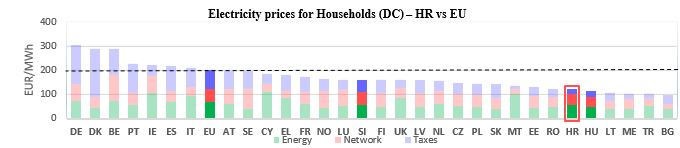 Electricity prices for Households (DC) – HR vs EU
400
300
200
100
0
EUR/MWh
DE DK BE PT IE ES IT EU AT SE CY EL FR NO LU SI FI UK LV NL CZ PL SK MT EE RO HR HU LT ME TR BG
Energy Network Taxes